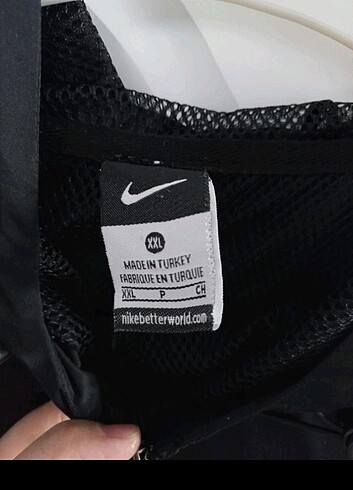 XXL
MADE IN TURKEY
FABRIQUE EN TURQUIE
XXL P CH
nikebetterworld.com